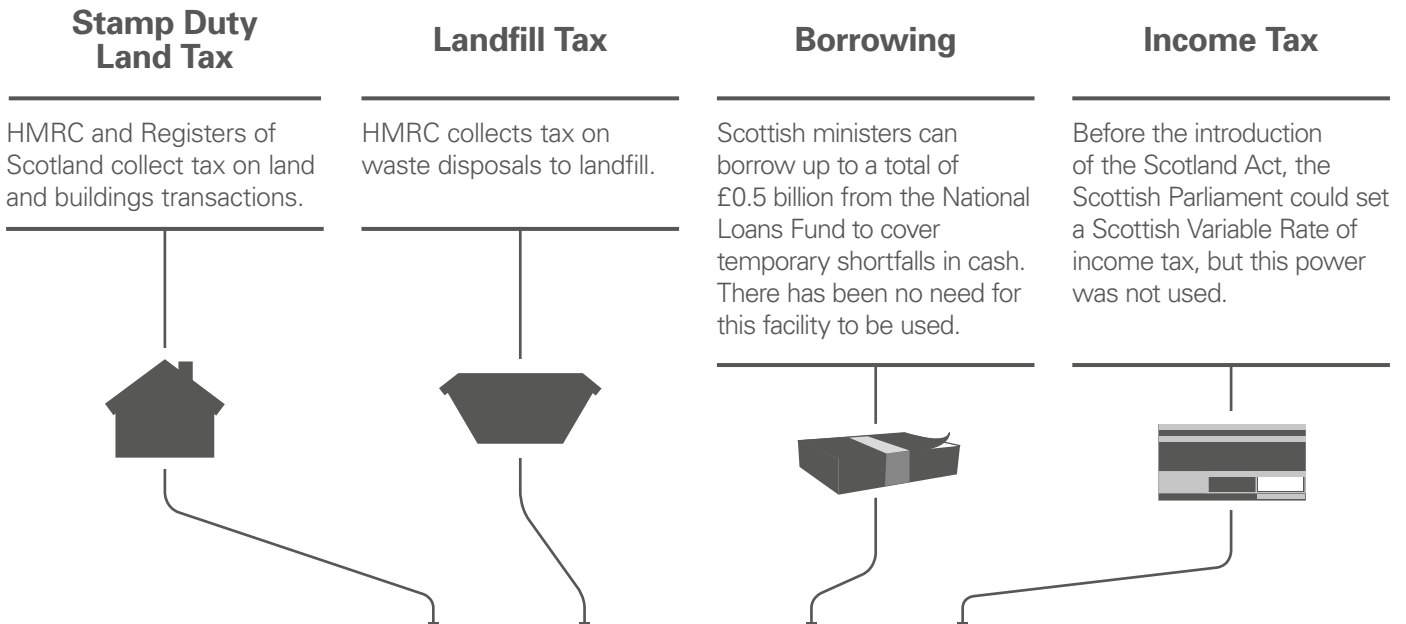 Stamp Duty
Land Tax
HMRC and Registers of
Scotland collect tax on land
and buildings transactions.
Landfill Tax
HMRC collects tax on
waste disposals to landfill.
Borrowing
Scottish ministers can
borrow up to a total of
£0.5 billion from the National
Loans Fund to cover
temporary shortfalls in cash.
There has been no need for
this facility to be used.
Income Tax
Before the introduction
of the Scotland Act, the
Scottish Parliament could set
a Scottish Variable Rate of
income tax, but this power
was not used.